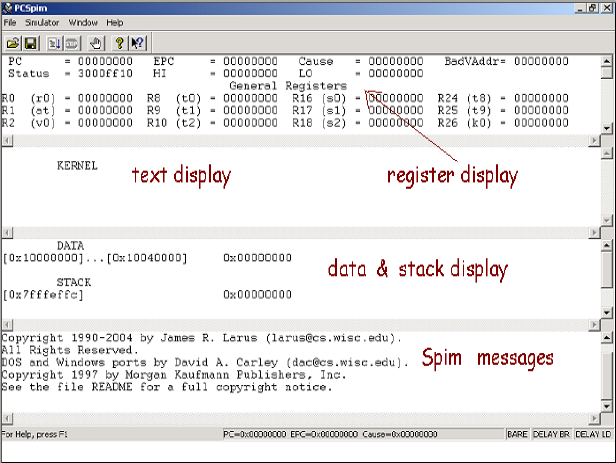 PCSpim
File Simulator Window Help
PC = 00000000 EPC = 00000000 Cause = 00000000 BadVAddr= 00000000
Status = 3000ff10 HI = 00000000 LO = 00000000
General Registers
R0 (r0) = 00000000 R8 (t0) = 00000000 R16 (s0) = 00000000 R24 (t8) = 00000000
R1 (at) = 00000000 R9 (t1) = 00000000 R17 (s1) = 00000000 R25 (t9) = 00000000
R2 (v0) = 00000000 R10 (t2) = 00000000 R18 (s2) = 00000000 R26 (k0) = 00000000
KERNEL
text display
register display
DATA
[0x10000000]...[0x10040000] 0x00000000
data & stack display
STACK
[0x7fffeffc] 0x00000000
Copyright 1990-2004 by James R. Larus (larus@cs.wisc.edu).
All Rights Reserved.
DOS and Windows ports by David A. Carley (dac@cs.wisc.edu).
Copyright 1997 by Morgan Kaufmann Publishers, Inc.
See the file README for a full copyright notice.
Spim messages
For Help, press F1
PC=0x00000000 EPC=0x00000000 Cause=0x00000000
BARE DELAY BR DELAY LD